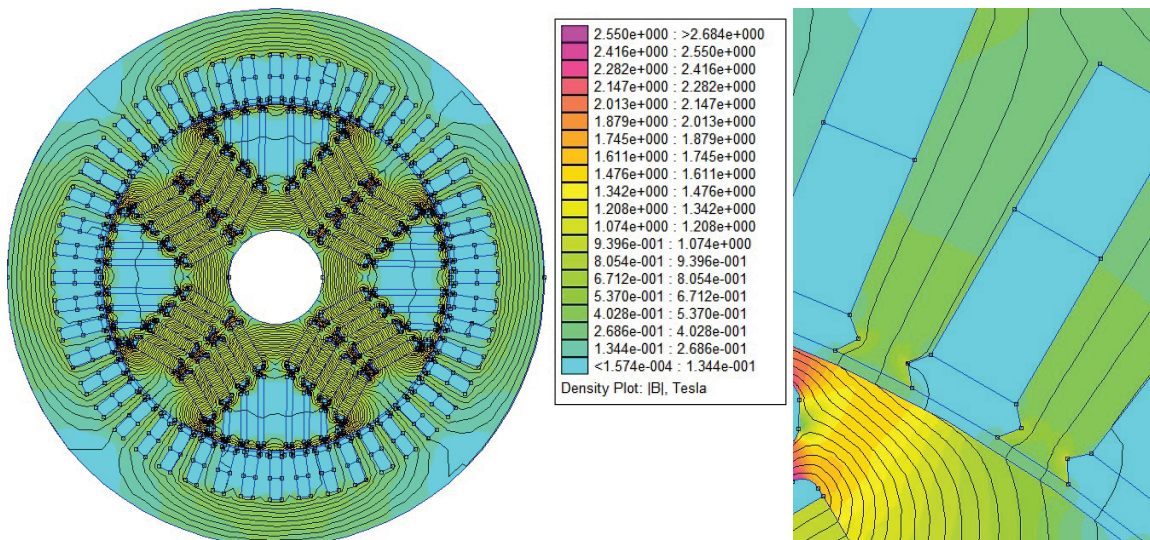 2.550e+000 : >2.684e+000
2.416e+000 : 2.550e+000
2.282e+000 : 2.416e+000
2.147e+000 : 2.282e+000
2.013e+000 : 2.147e+000
1.879e+000 : 2.013e+000
1.745e+000 : 1.879e+000
1.611e+000 : 1.745e+000
1.476e+000 : 1.611e+000
1.342e+000 : 1.476e+000
1.208e+000 : 1.342e+000
1.074e+000 : 1.208e+000
9.396e-001 : 1.074e+000
8.054e-001 : 9.396e-001
6.712e-001 : 8.054e-001
5.370e-001 : 6.712e-001
4.028e-001 : 5.370e-001
2.686e-001 : 4.028e-001
1.344e-001 : 2.686e-001
<1.574e-004 : 1.344e-001
Density Plot: |B|, Tesla